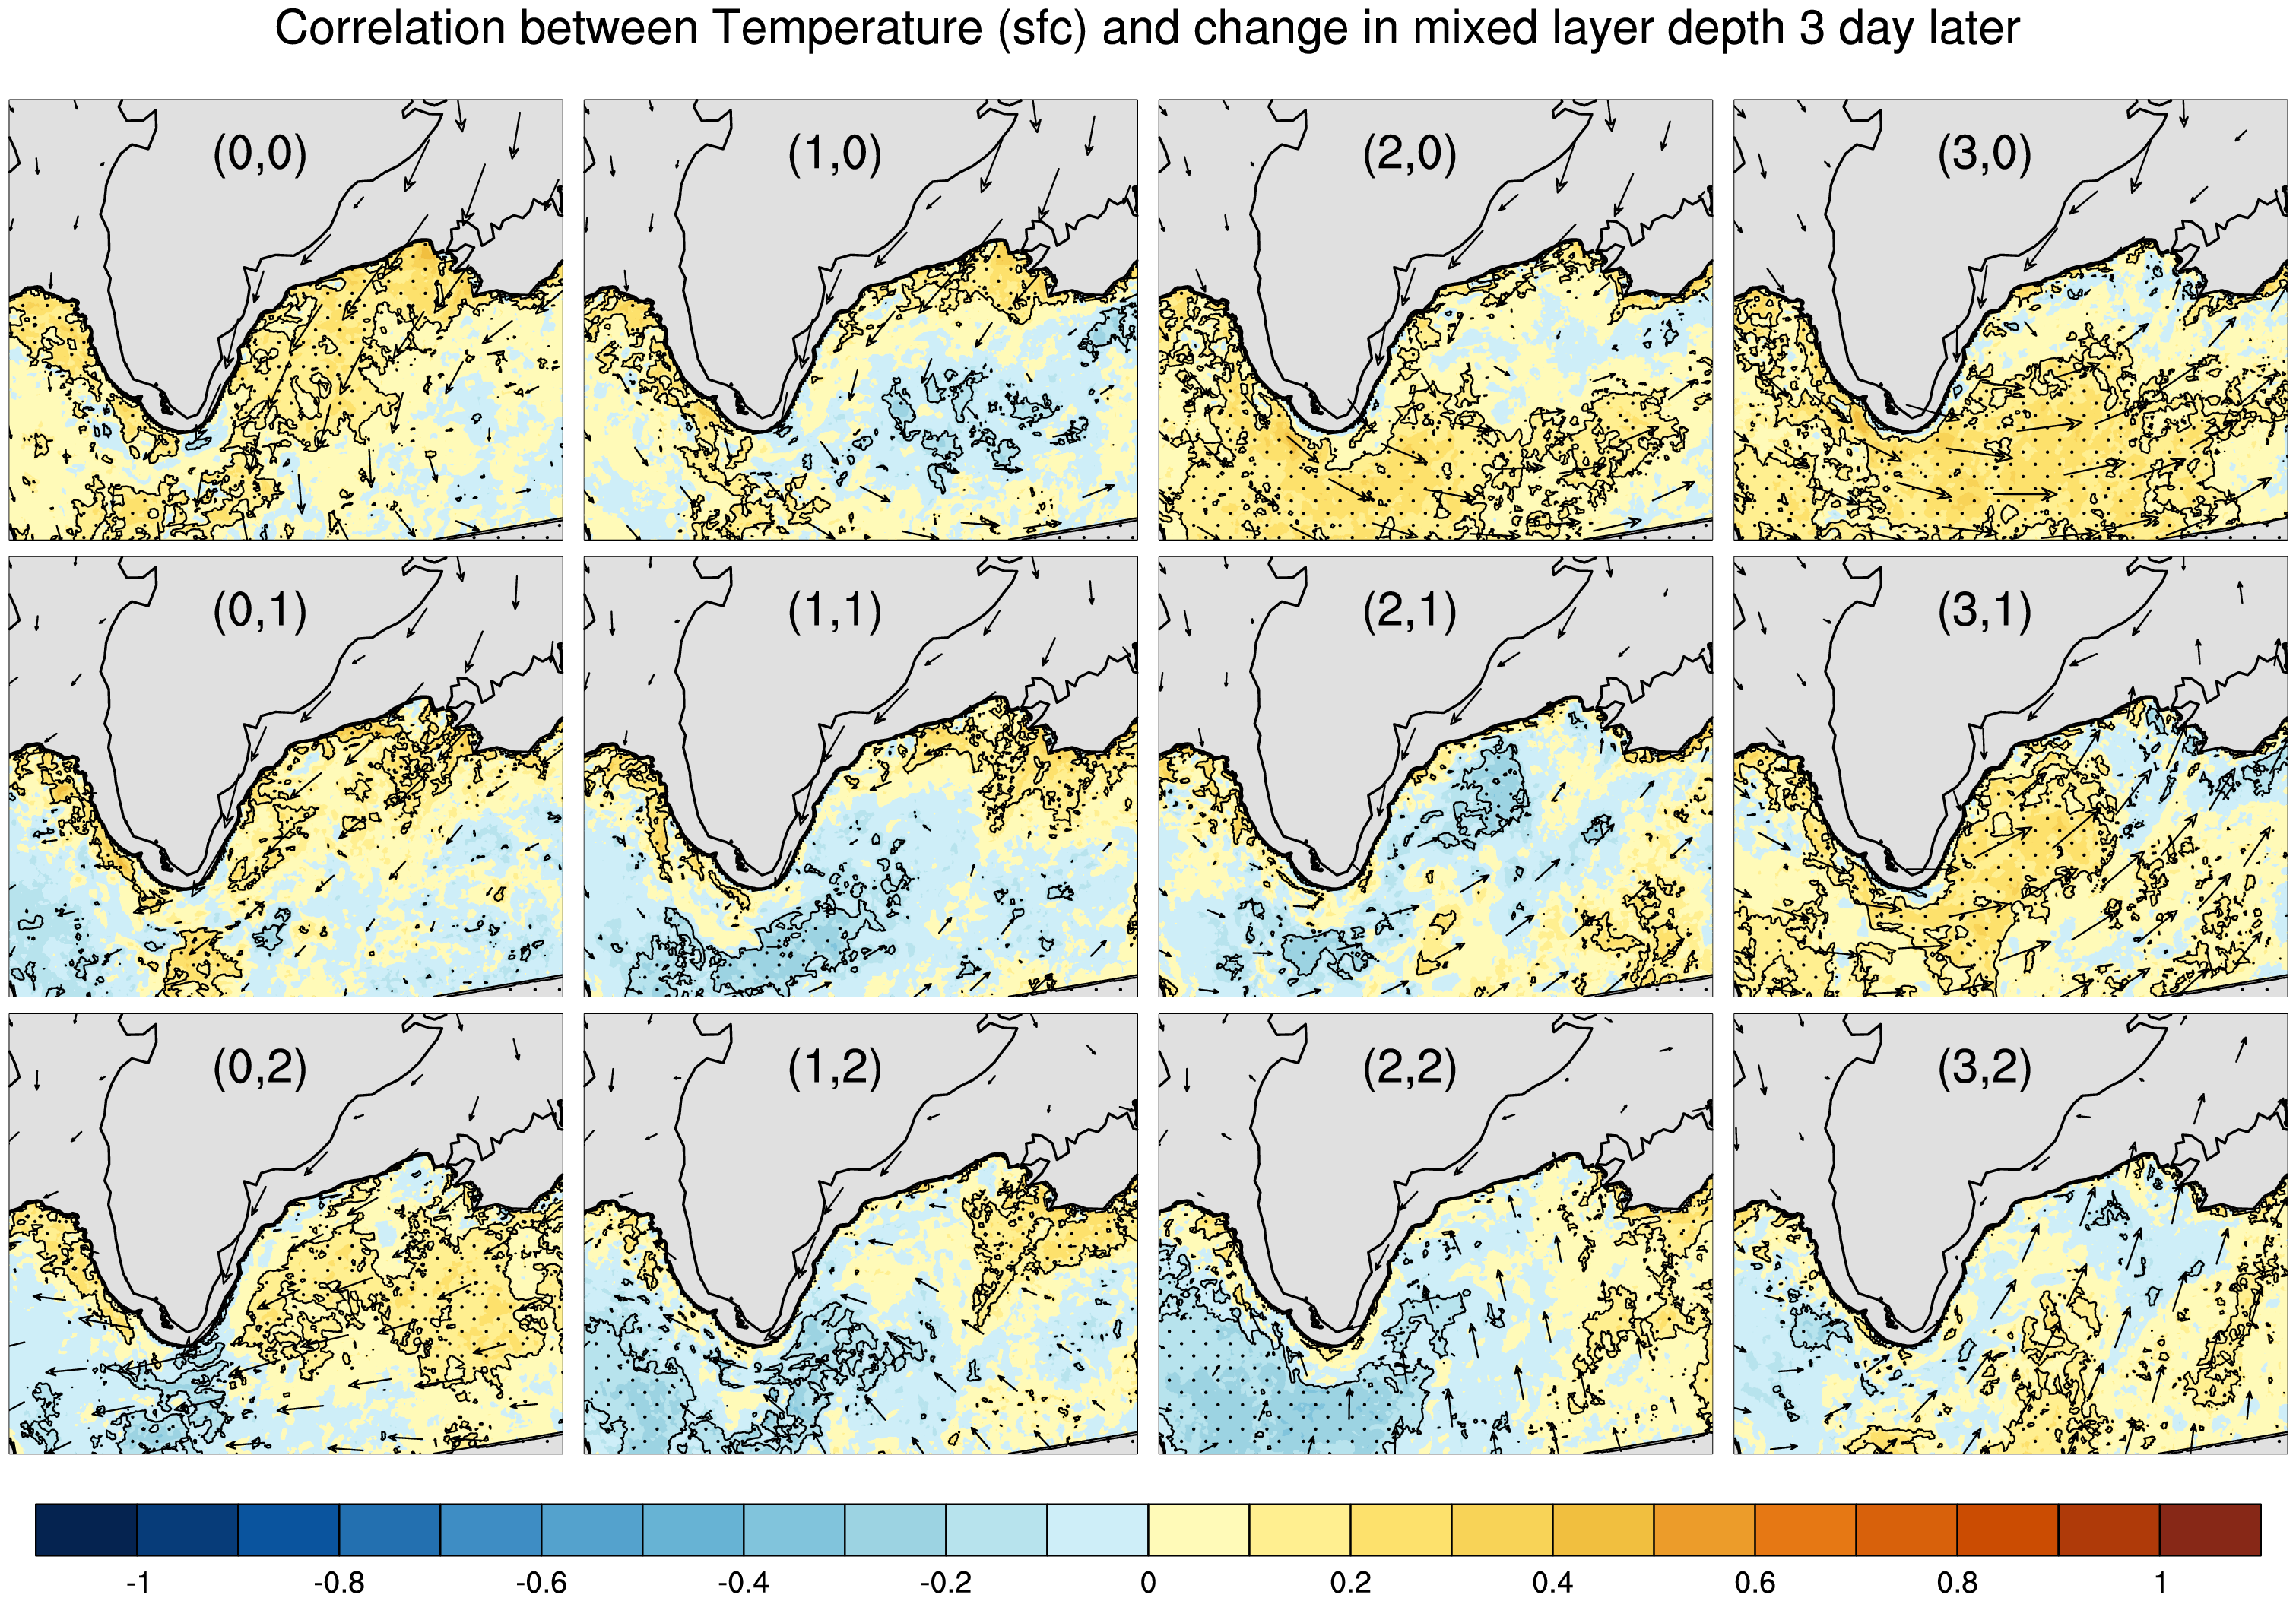 Correlation between Temperature (sfc) and change in mixed layer depth 3 day later
(0,0) (1,0) (2,0) (3,0)
(0,1) (1,1) (2,1) (3,1)
(0,2) (1,2) (2,2) (3,2)
-1 -0.8 -0.6 -0.4 -0.2 0 0.2 0.4 0.6 0.8 1